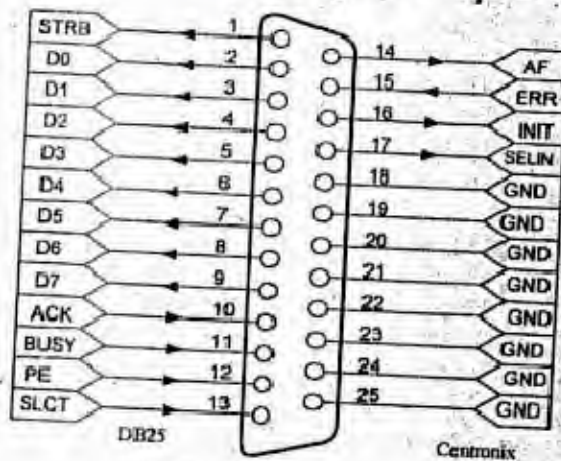 STRB 1
D0 2
D1 3
D2 4
D3 5
D4 6
D5 7
D6 8
D7 9
ACK 10
BUSY 11
PE 12
SLCT 13
14 AF
15 ERR
16 INIT
17 SELIN
18 GND
19 GND
20 GND
21 GND
22 GND
23 GND
24 GND
25 GND
DB25
Centronix